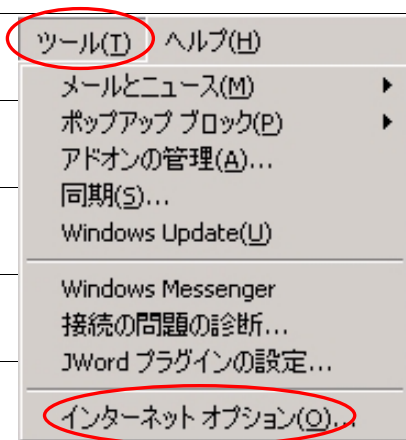 ツール(T) ヘルプ(H)
メールとニュース(M)
ポップアップ ブロック(P)
アドオンの管理(A)...
同期(S)...
Windows Update(U)
Windows Messenger
接続の問題の診断...
JWord プラグインの設定...
インターネット オプション(O)...